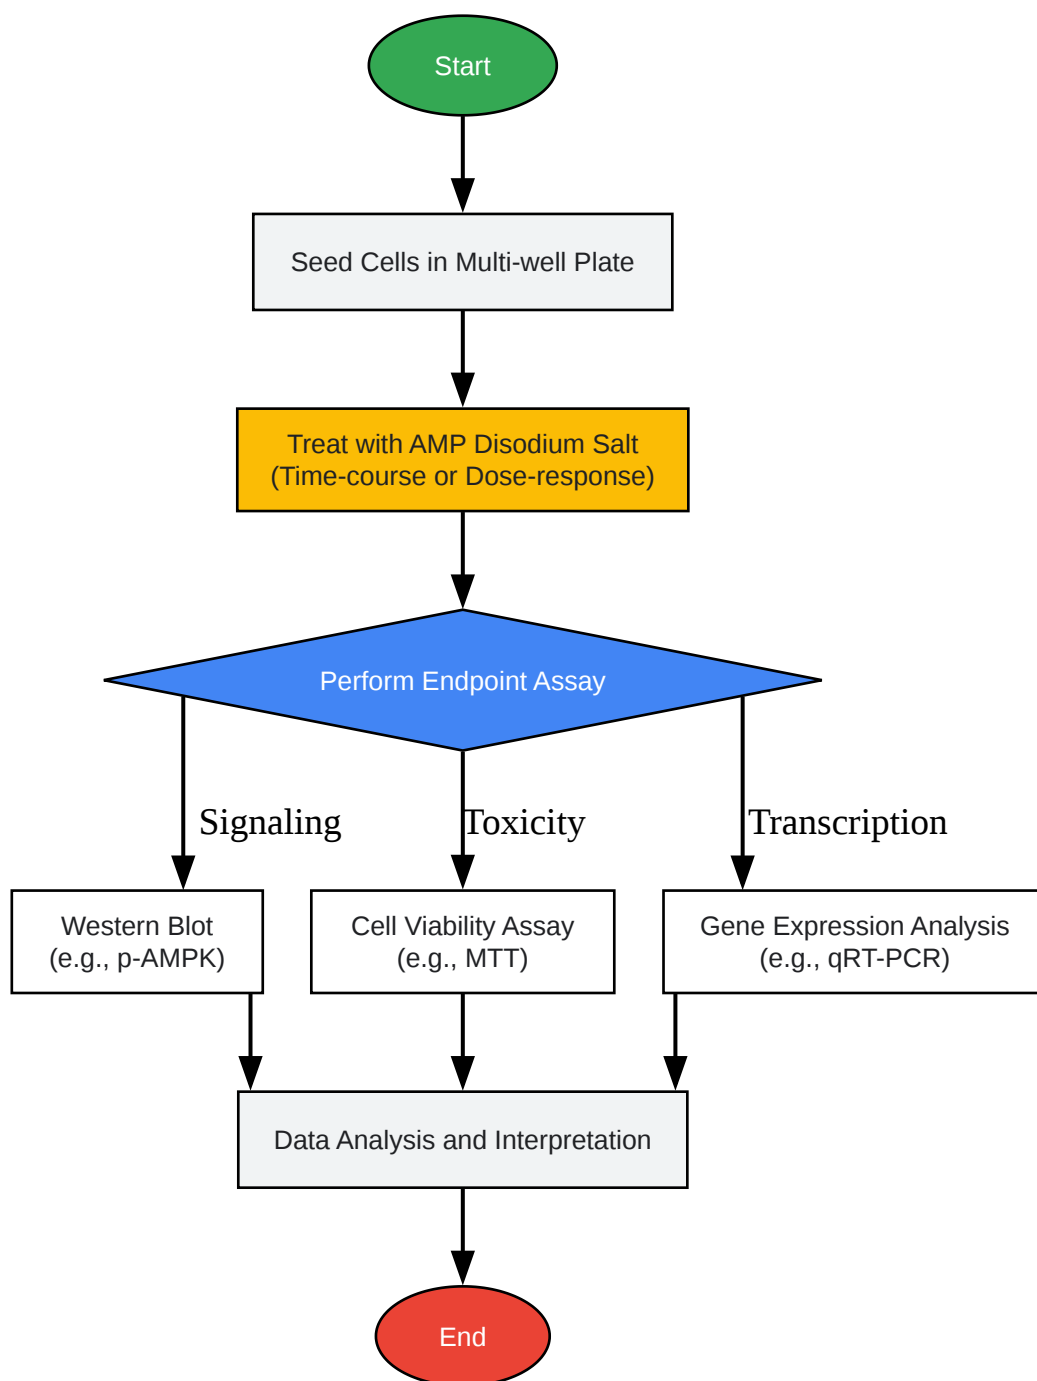 Start
Seed Cells in Multi-well Plate
Treat with AMP Disodium Salt
(Time-course or Dose-response)
Perform Endpoint Assay
Signaling
Toxicity
Transcription
Western Blot
(e.g., p-AMPK)
Cell Viability Assay
(e.g., MTT)
Gene Expression Analysis
(e.g., qRT-PCR)
Data Analysis and Interpretation
End